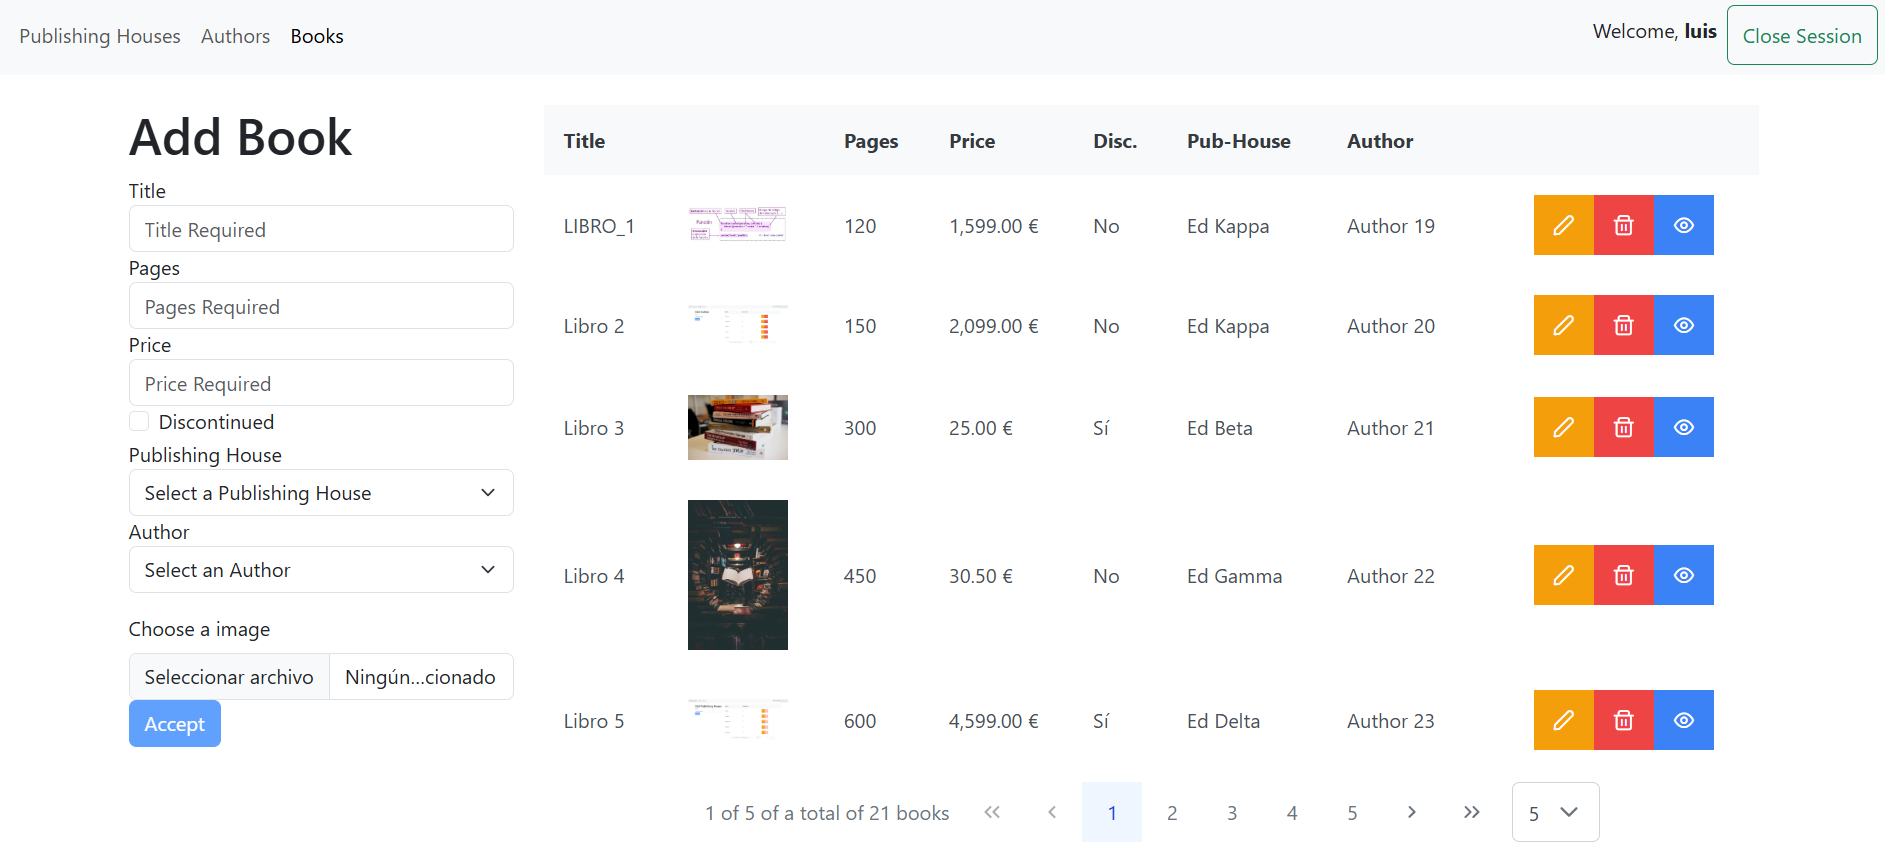 Publishing Houses Authors Books Welcome, luis Close Session
Add Book
Title
Title Required
Pages
Pages Required
Price
Price Required
Discontinued
Publishing House
Select a Publishing House
Author
Select an Author
Choose a image
Seleccionar archivo Ningún...cionado
Accept
Title Pages Price Disc. Pub-House Author
LIBRO_1 120 1,599.00 € No Ed Kappa Author 19
Libro 2 150 2,099.00 € No Ed Kappa Author 20
Libro 3 300 25.00 € Sí Ed Beta Author 21
Libro 4 450 30.50 € No Ed Gamma Author 22
Libro 5 600 4,599.00 € Sí Ed Delta Author 23
1 of 5 of a total of 21 books 1 2 3 4 5 5